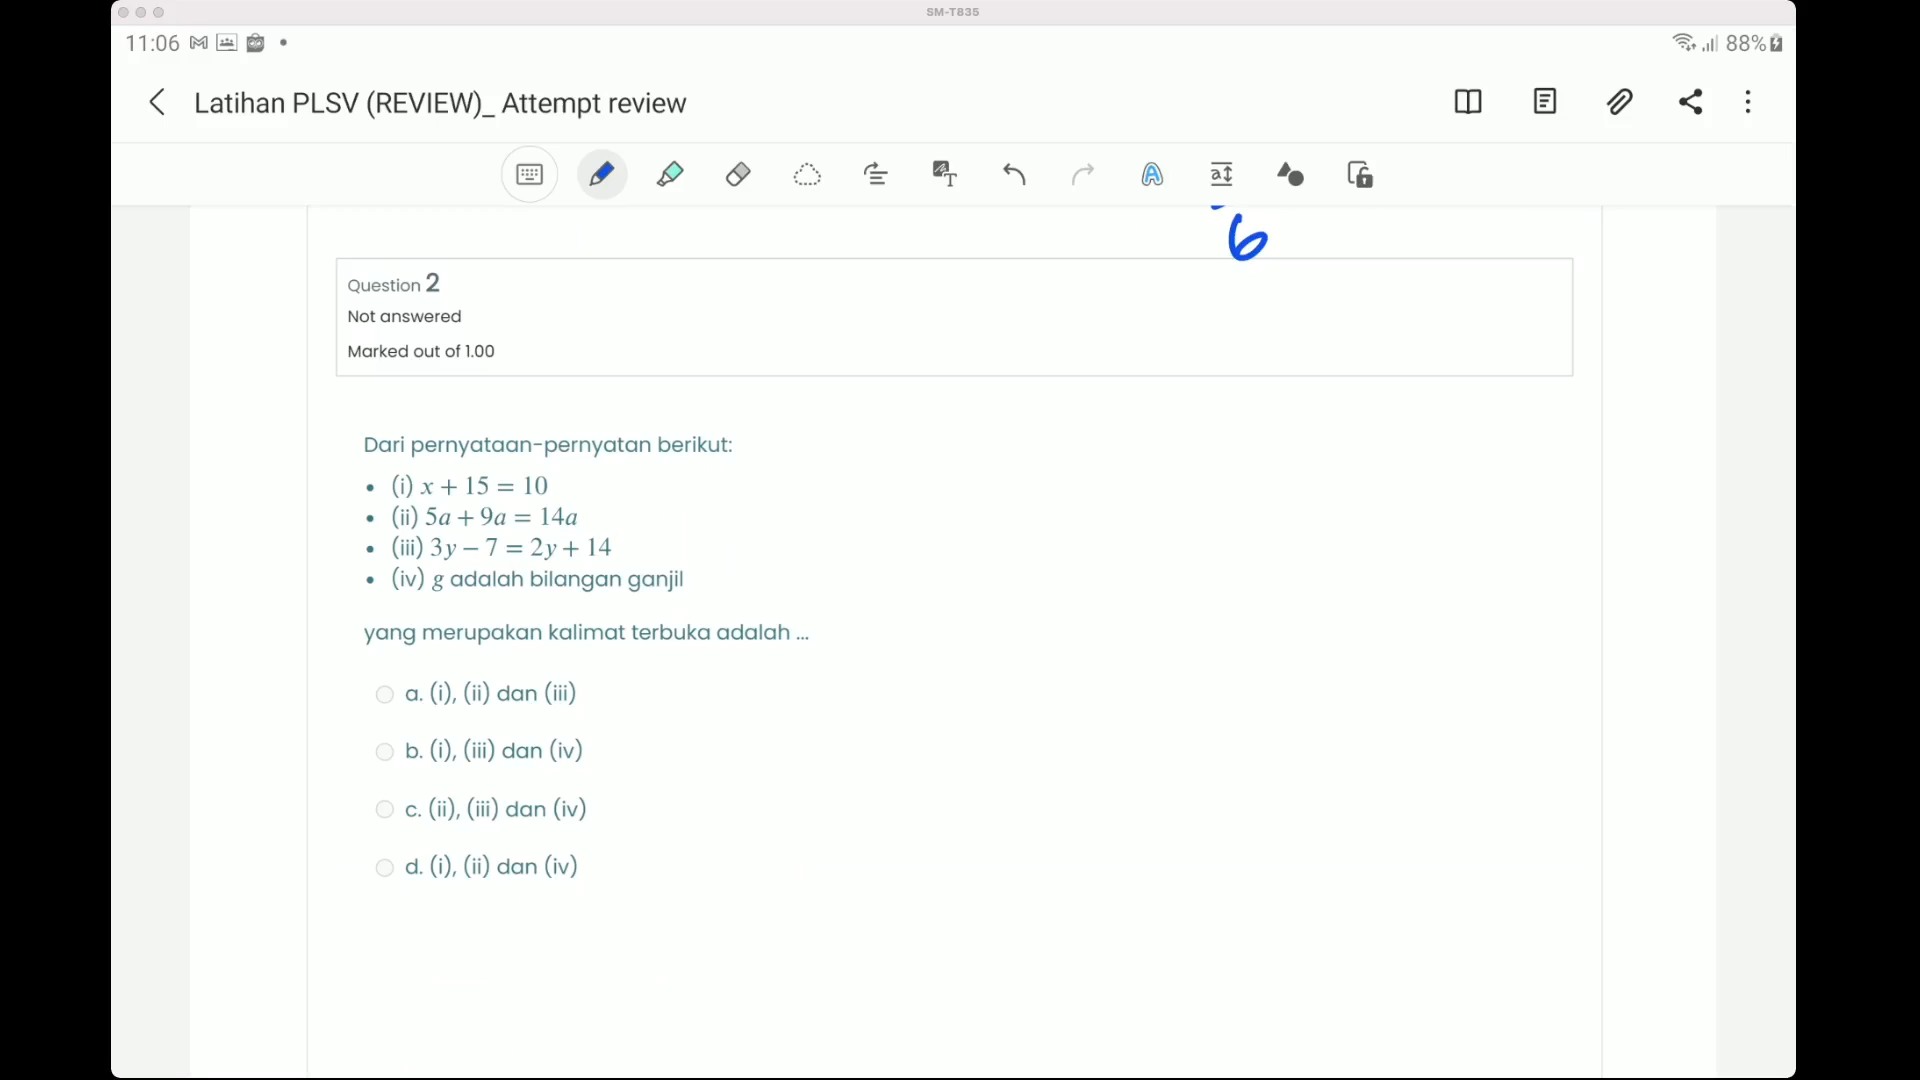 SM-T835
11:06
88%
Latihan PLSV (REVIEW)_ Attempt review
6
Question 2
Not answered
Marked out of 1.00
Dari pernyataan-pernyatan berikut:
• (i) x + 15 = 10
• (ii) 5a + 9a = 14a
• (iii) 3y − 7 = 2y + 14
• (iv) g adalah bilangan ganjil
yang merupakan kalimat terbuka adalah ...
a. (i), (ii) dan (iii)
b. (i), (iii) dan (iv)
c. (ii), (iii) dan (iv)
d. (i), (ii) dan (iv)